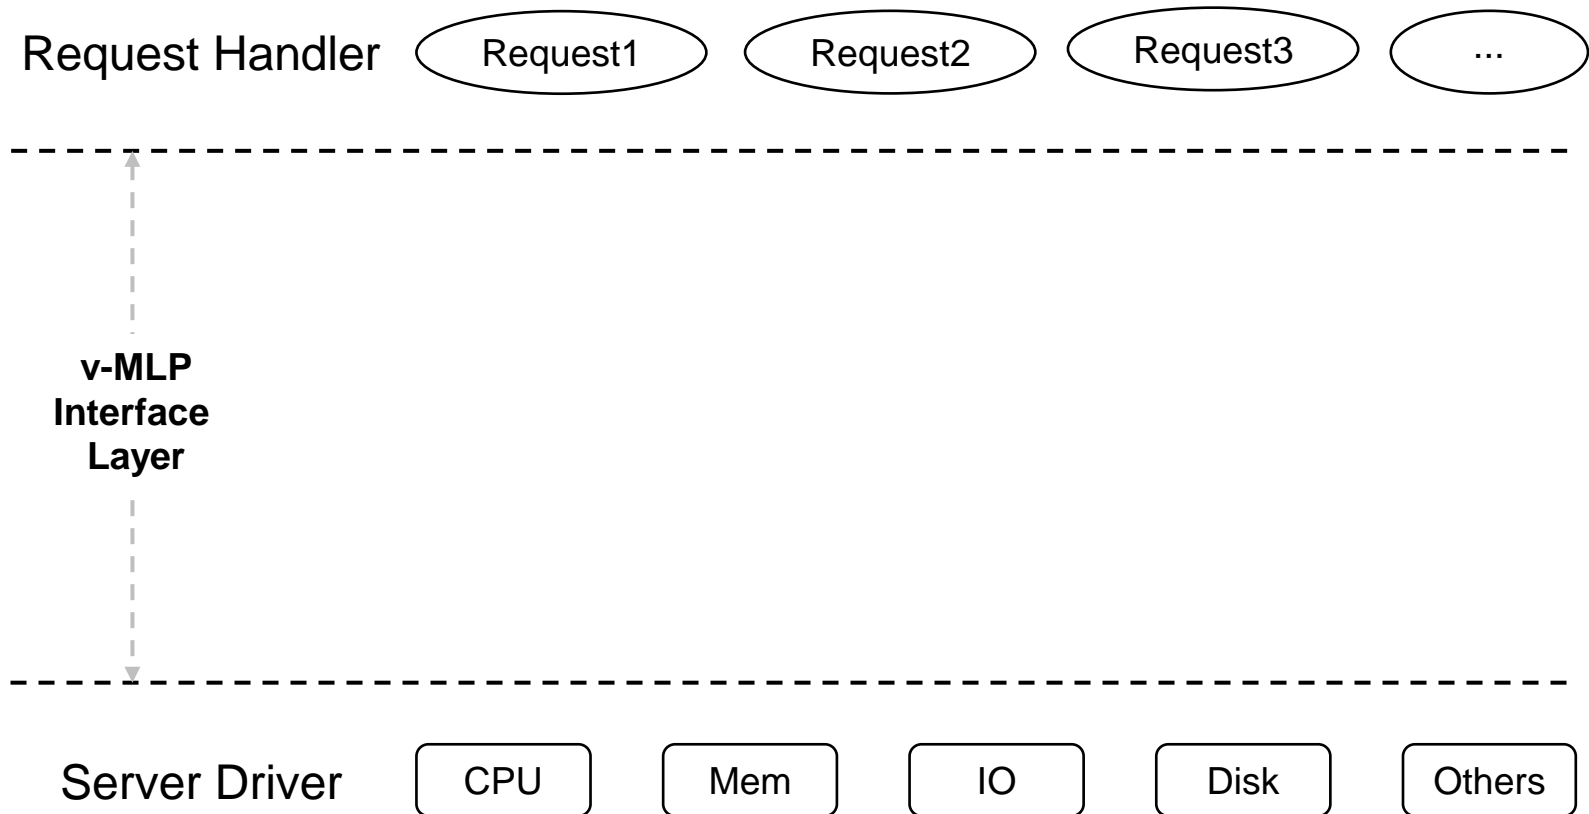 Request Handler Request1 Request2 Request3 ...
v-MLP
Interface
Layer
Server Driver CPU Mem IO Disk Others